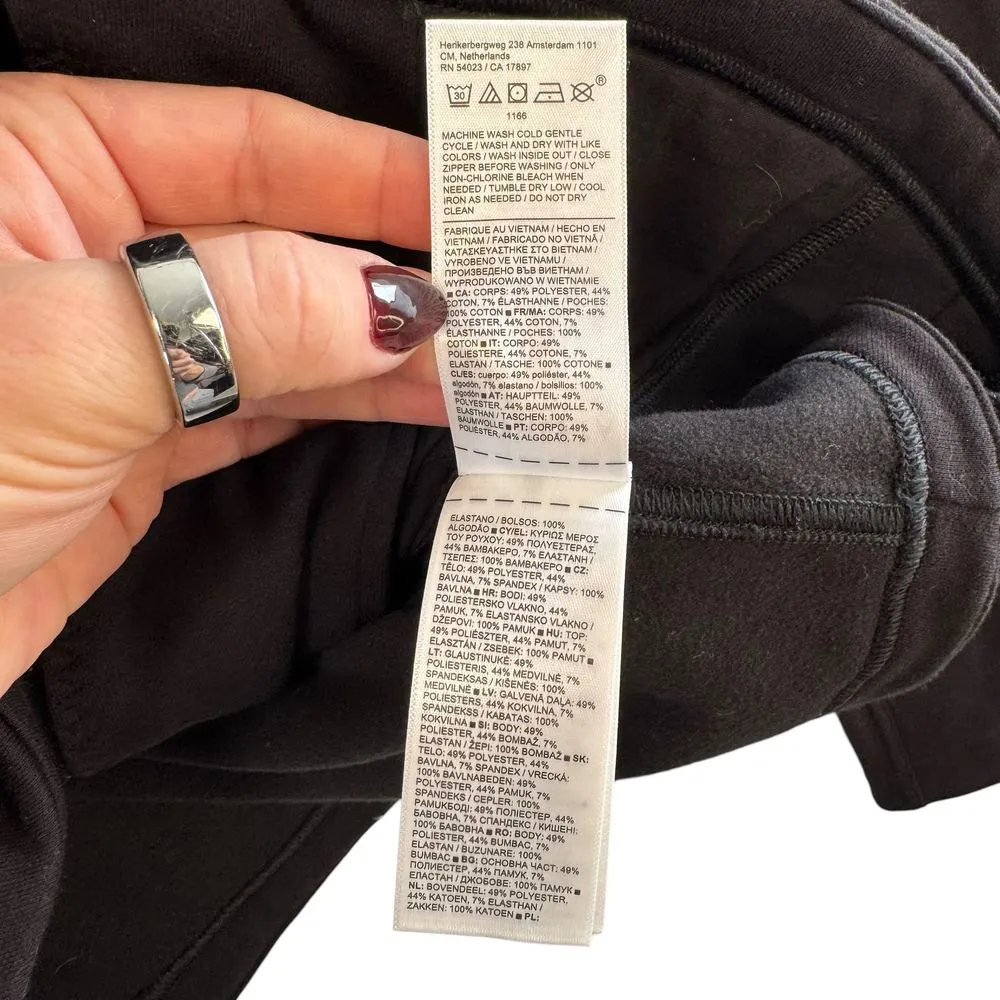 Herikerbergweg 238 Amsterdam 1101
CM, Netherlands
RN 54023 / CA 17897
30
®
1166
MACHINE WASH COLD GENTLE
CYCLE / WASH AND DRY WITH LIKE
COLORS / WASH INSIDE OUT / CLOSE
ZIPPER BEFORE WASHING / ONLY
NON-CHLORINE BLEACH WHEN
NEEDED / TUMBLE DRY LOW / COOL
IRON AS NEEDED / DO NOT DRY
CLEAN
FABRIQUE AU VIETNAM / HECHO EN
VIETNAM / FABRICADO NO VIETNÃ /
ΚΑΤΑΣΚΕΥΑΣΤΗΚΕ ΣΤΟ ΒΙΕΤΝΑΜ /
VYROBENO VE VIETNAMU /
ПРОИЗВЕДЕНО ВЪВ ВИЕТНАМ /
WYPRODUKOWANO W WIETNAMIE
■ CA: CORPS: 49% POLYESTER, 44%
COTON, 7% ÉLASTHANNE / POCHES:
100% COTON ■ FR/MA: CORPS: 49%
POLYESTER, 44% COTON, 7%
ÉLASTHANNE / POCHES: 100%
COTON ■ IT: CORPO: 49%
POLIESTERE, 44% COTONE, 7%
ELASTAN / TASCHE: 100% COTONE ■
CL/ES: cuerpo: 49% poliéster, 44%
algodón, 7% elastano / bolsillos: 100%
algodón ■ AT: HAUPTTEIL: 49%
POLYESTER, 44% BAUMWOLLE, 7%
ELASTHAN / TASCHEN: 100%
BAUMWOLLE ■ PT: CORPO: 49%
POLIÉSTER, 44% ALGODÃO, 7%
ELASTANO / BOLSOS: 100%
ALGODÃO ■ CY/EL: ΚΥΡΙΩΣ ΜΕΡΟΣ
ΤΟΥ ΡΟΥΧΟΥ: 49% ΠΟΛΥΕΣΤΕΡΑΣ,
44% ΒΑΜΒΑΚΕΡΟ, 7% ΕΛΑΣΤΑΝΗ /
ΤΣΕΠΕΣ: 100% ΒΑΜΒΑΚΕΡΟ ■ CZ:
TĚLO: 49% POLYESTER, 44%
BAVLNA, 7% SPANDEX / KAPSY: 100%
BAVLNA ■ HR: BODI: 49%
POLIESTERSKO VLAKNO, 44%
PAMUK, 7% ELASTANSKO VLAKNO /
DŽEPOVI: 100% PAMUK ■ HU: TOP:
49% POLIÉSZTER, 44% PAMUT, 7%
ELASZTÁN / ZSEBEK: 100% PAMUT ■
LT: GLAUSTINUKĖ: 49%
POLIESTERIS, 44% MEDVILNĖ, 7%
SPANDEKSAS / KIŠENĖS: 100%
MEDVILNĖ ■ LV: GALVENĀ DAĻA: 49%
POLIESTERS, 44% KOKVILNA, 7%
SPANDEKSS / KABATAS: 100%
KOKVILNA ■ SI: BODY: 49%
POLIESTER, 44% BOMBAŽ, 7%
ELASTAN / ŽEPI: 100% BOMBAŽ ■ SK:
TELO: 49% POLYESTER, 44%
BAVLNA, 7% SPANDEX / VRECKÁ:
100% BAVLNABEDEN: 49%
POLYESTER, 44% PAMUK, 7%
SPANDEKS / CEPLER: 100%
PAMUKБОДІ: 49% ПОЛІЕСТЕР, 44%
БАВОВНА, 7% СПАНДЕКС / КИШЕНІ:
100% БАВОВНА ■ RO: BODY: 49%
POLIESTER, 44% BUMBAC, 7%
ELASTAN / BUZUNARE: 100%
BUMBAC ■ BG: ОСНОВНА ЧАСТ: 49%
ПОЛИЕСТЕР, 44% ПАМУК, 7%
ЕЛАСТАН / ДЖОБОВЕ: 100% ПАМУК ■
NL: BOVENDEEL: 49% POLYESTER,
44% KATOEN, 7% ELASTHAN /
ZAKKEN: 100% KATOEN ■ PL: